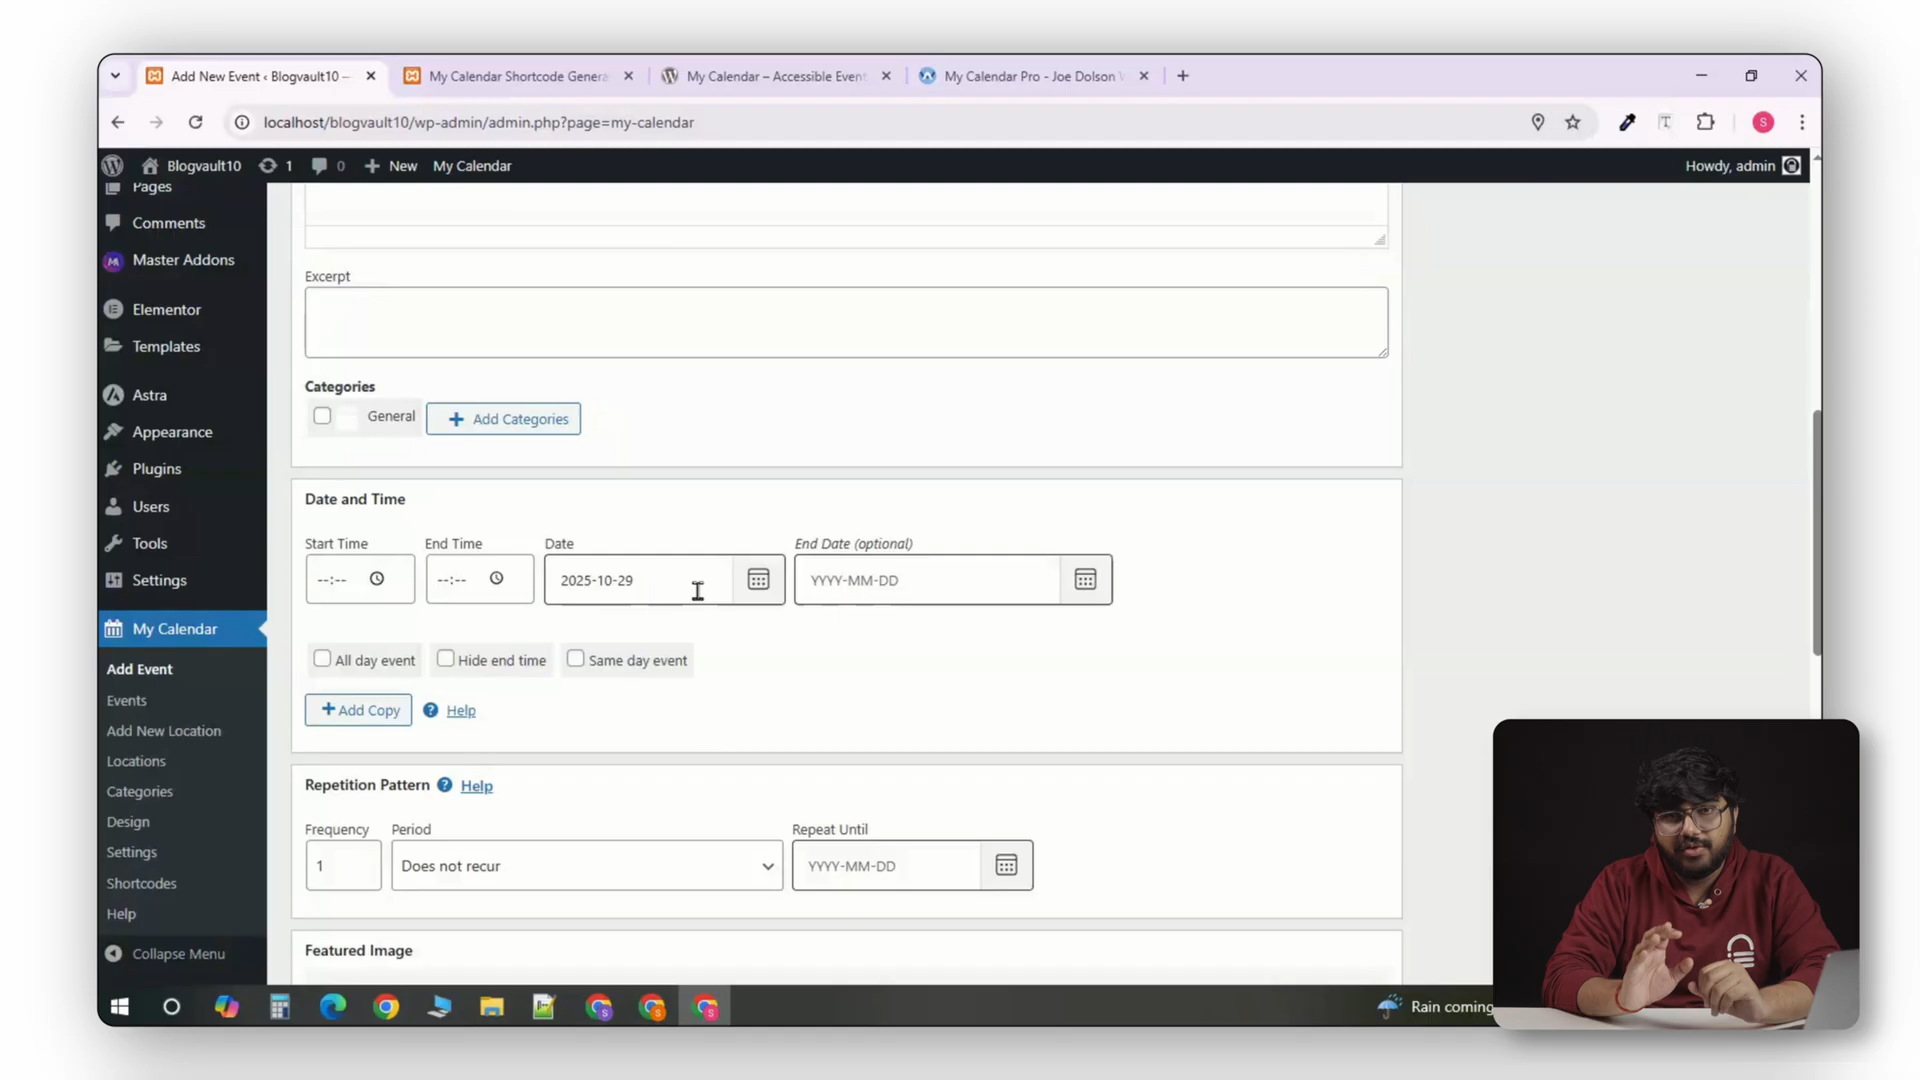 Add New Event ‹ Blogvault10 —
My Calendar Shortcode Genera
My Calendar – Accessible Even
My Calendar Pro - Joe Dolson
localhost/blogvault10/wp-admin/admin.php?page=my-calendar
S
Blogvault10
1
0
New
My Calendar
Howdy, admin
Pages
Comments
Master Addons
Elementor
Templates
Astra
Appearance
Plugins
Users
Tools
Settings
My Calendar
Add Event
Events
Add New Location
Locations
Categories
Design
Settings
Shortcodes
Help
Collapse Menu
Excerpt
Categories
General
+ Add Categories
Date and Time
Start Time End Time Date End Date (optional)
--:-- --:-- 2025-10-29 YYYY-MM-DD
All day event Hide end time Same day event
+ Add Copy Help
Repetition Pattern Help
Frequency Period Repeat Until
1 Does not recur YYYY-MM-DD
Featured Image
Rain coming